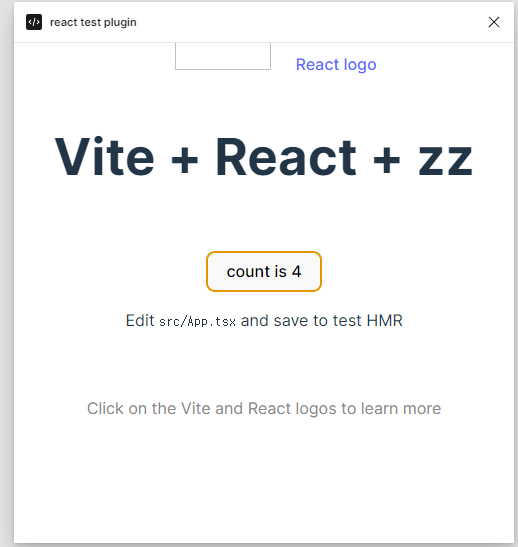 react test plugin
React logo
Vite + React + zz
count is 4
Edit src/App.tsx and save to test HMR
Click on the Vite and React logos to learn more